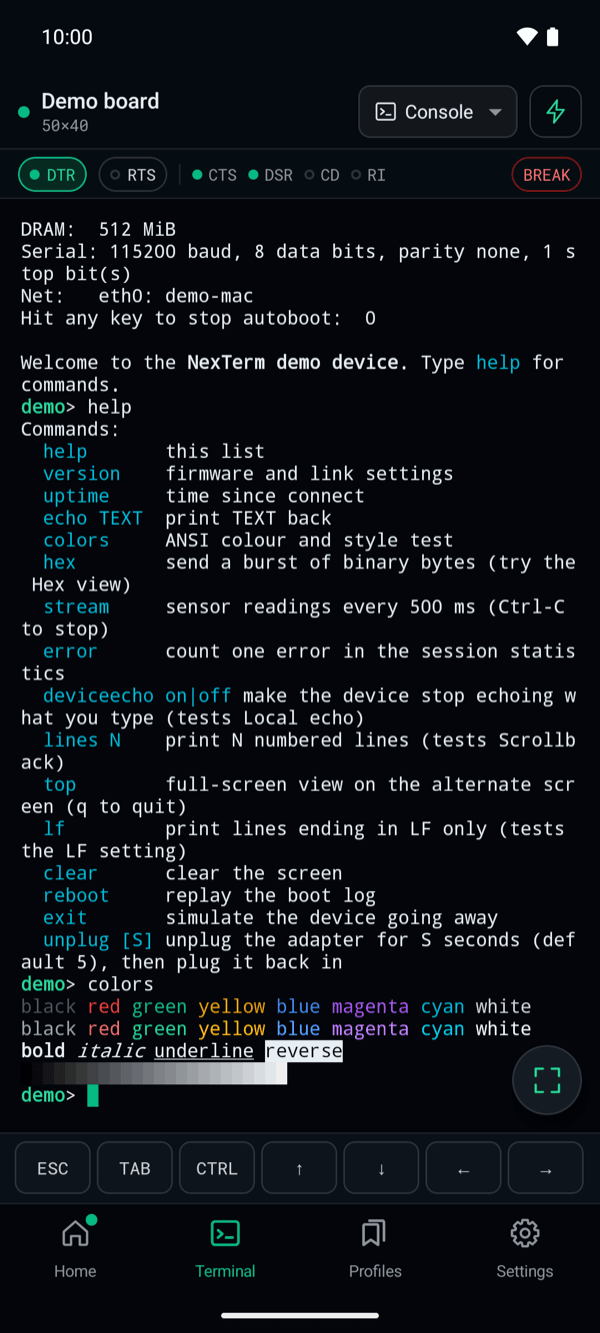 10:00
Demo board
50×40
Console
DTR RTS CTS DSR CD RI BREAK
DRAM:  512 MiB
Serial: 115200 baud, 8 data bits, parity none, 1 s
top bit(s)
Net:   eth0: demo-mac
Hit any key to stop autoboot:  0
Welcome to the NexTerm demo device. Type help for
commands.
demo> help
Commands:
  help       this list
  version    firmware and link settings
  uptime     time since connect
  echo TEXT  print TEXT back
  colors     ANSI colour and style test
  hex        send a burst of binary bytes (try the
 Hex view)
  stream     sensor readings every 500 ms (Ctrl-C
to stop)
  error      count one error in the session statis
tics
  deviceecho on|off make the device stop echoing w
hat you type (tests Local echo)
  lines N    print N numbered lines (tests Scrollb
ack)
  top        full-screen view on the alternate scr
een (q to quit)
  lf         print lines ending in LF only (tests
the LF setting)
  clear      clear the screen
  reboot     replay the boot log
  exit       simulate the device going away
  unplug [S] unplug the adapter for S seconds (def
ault 5), then plug it back in
demo> colors
black red green yellow blue magenta cyan white
black red green yellow blue magenta cyan white
bold italic underline reverse
demo>
ESC TAB CTRL ↑ ↓ ← →
Home Terminal Profiles Settings